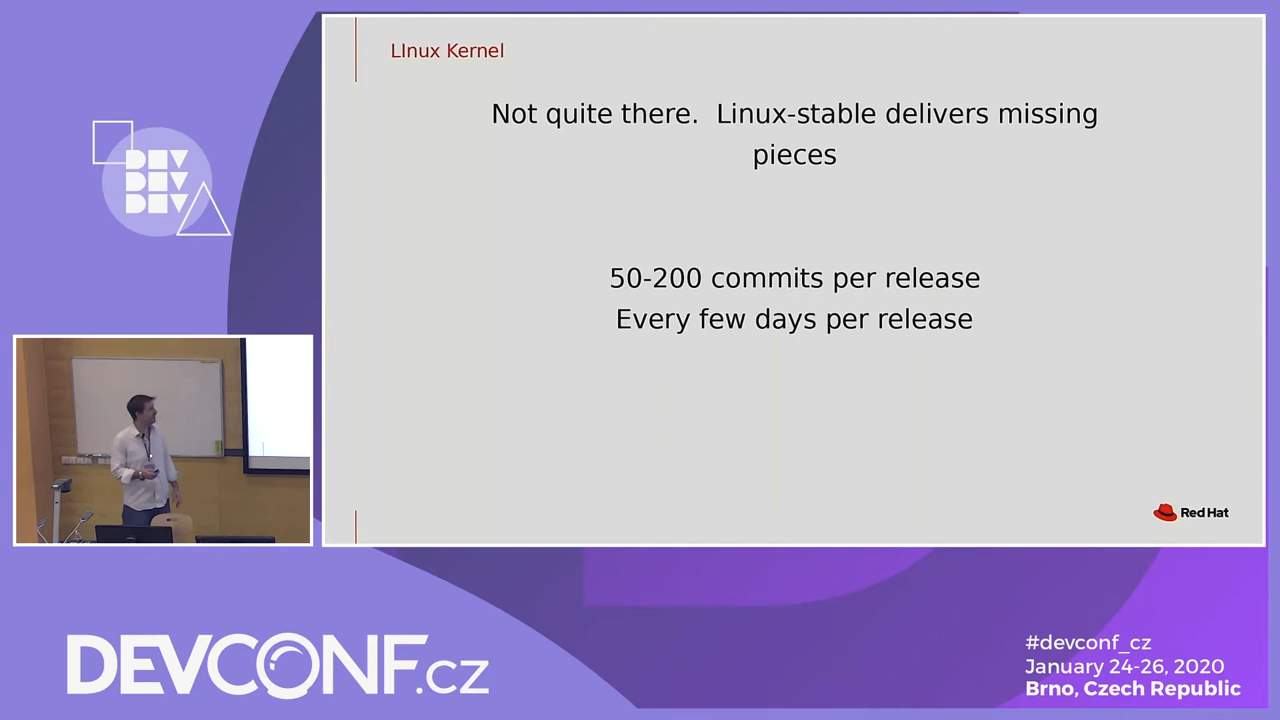 LInux Kernel
Not quite there.  Linux-stable delivers missing
pieces
50-200 commits per release
Every few days per release
Red Hat
DEV
DEV
DEV
DEVCONF.cz
#devconf_cz
January 24-26, 2020
Brno, Czech Republic